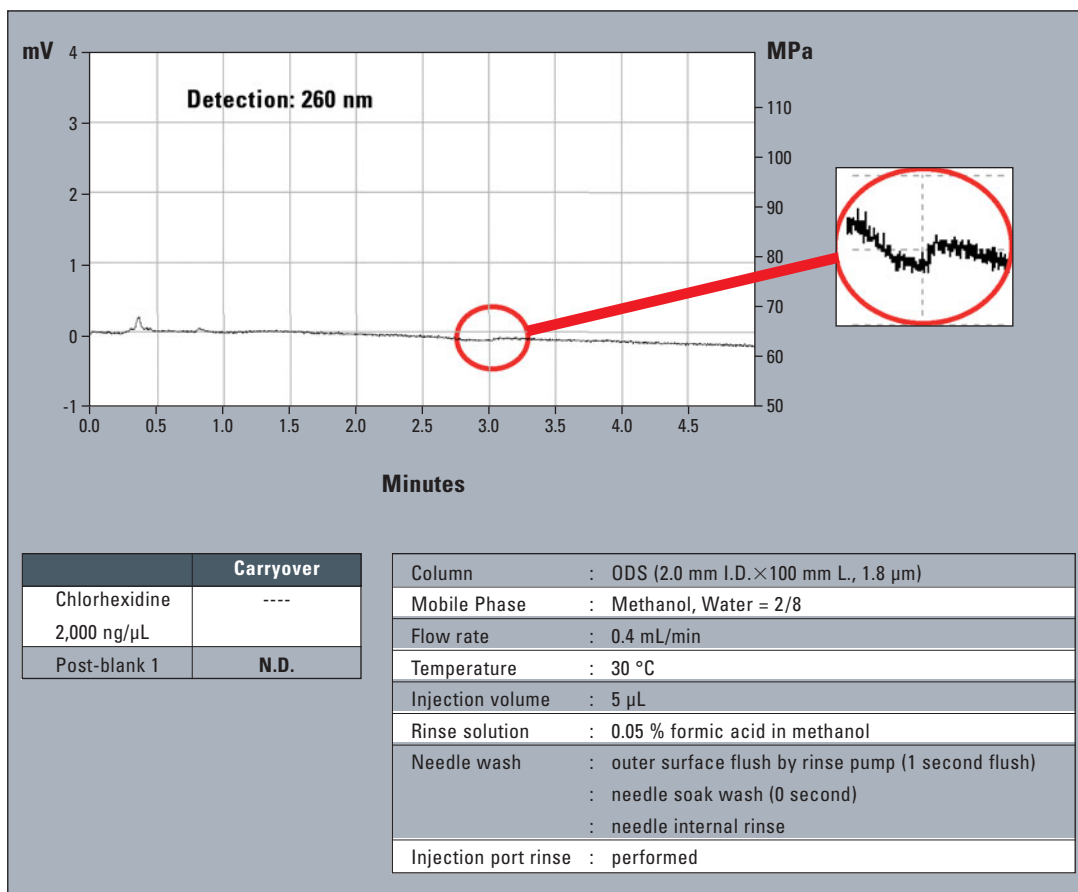 mV
MPa
4
3
2
1
0
-1
Detection: 260 nm
110
100
90
80
70
60
50
0.0 0.5 1.0 1.5 2.0 2.5 3.0 3.5 4.0 4.5
Minutes
Carryover
Chlorhexidine ----
2,000 ng/µL
Post-blank 1 N.D.
Column : ODS (2.0 mm I.D.×100 mm L., 1.8 µm)
Mobile Phase : Methanol, Water = 2/8
Flow rate : 0.4 mL/min
Temperature : 30 °C
Injection volume : 5 µL
Rinse solution : 0.05 % formic acid in methanol
Needle wash : outer surface flush by rinse pump (1 second flush)
: needle soak wash (0 second)
: needle internal rinse
Injection port rinse : performed